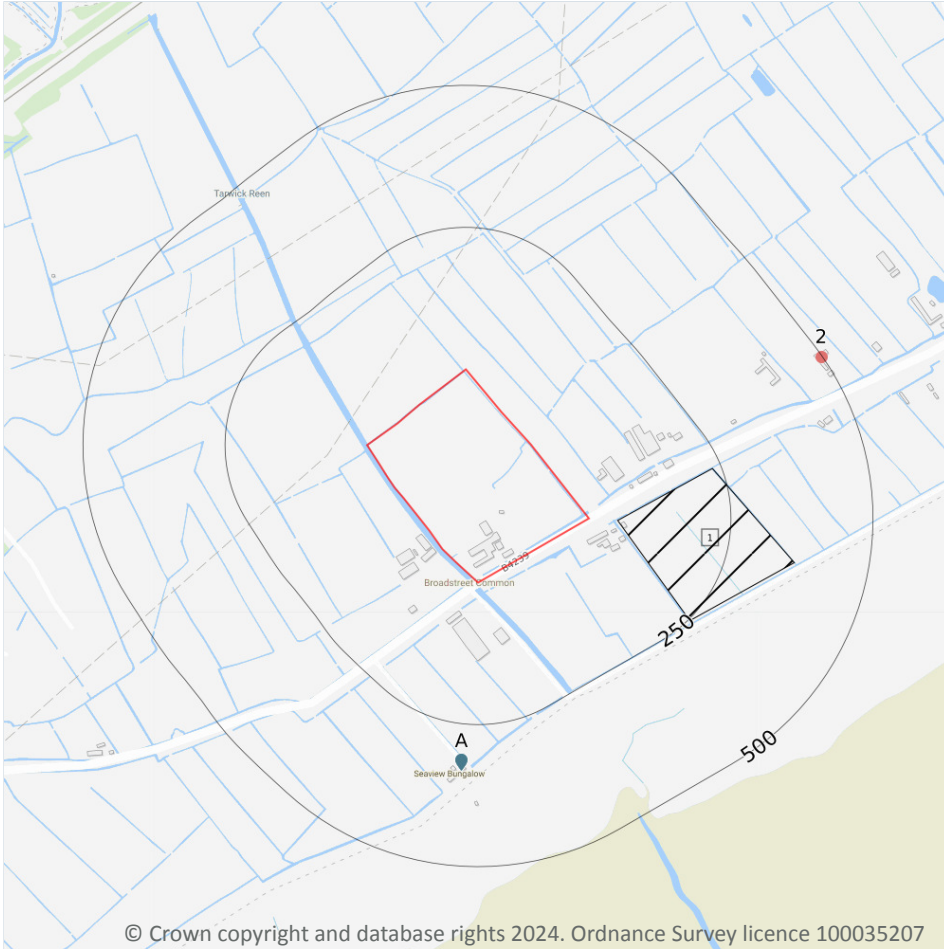 Tarwick Reen
2
1
B4239
Broadstreet Common
250
500
A
Seaview Bungalow
© Crown copyright and database rights 2024. Ordnance Survey licence 100035207